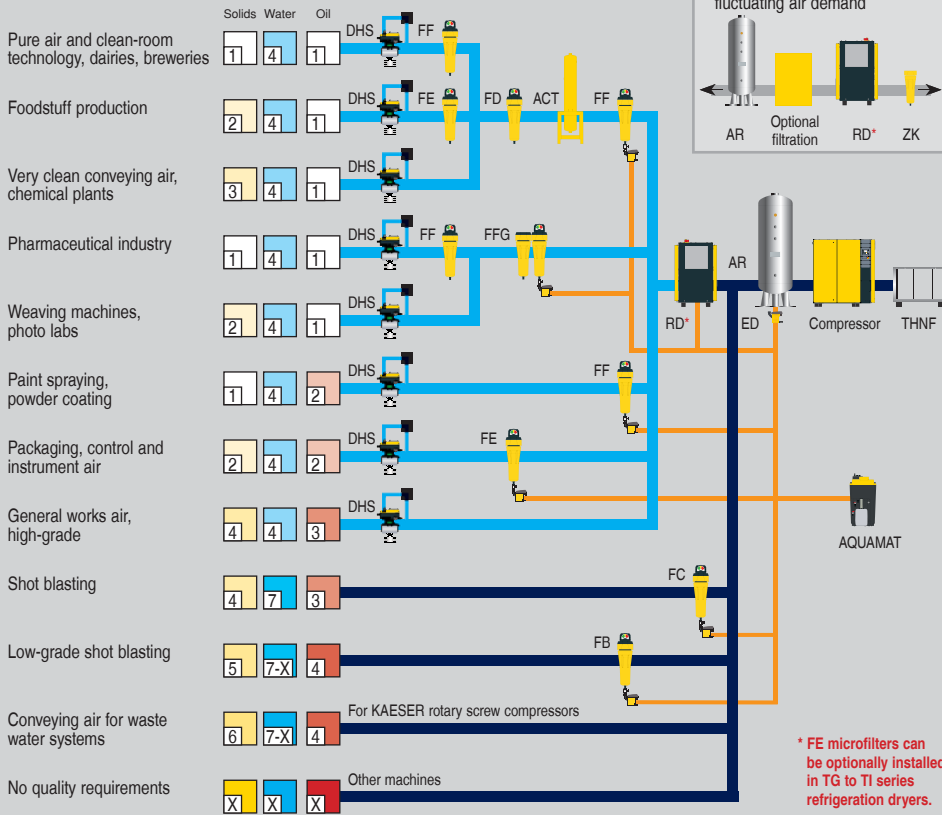 fluctuating air demand
AR Optional filtration RD* ZK
Solids Water Oil
Pure air and clean-room
technology, dairies, breweries
1 4 1 DHS FF
Foodstuff production
2 4 1 DHS FE FD ACT FF
Very clean conveying air,
chemical plants
3 4 1 DHS
Pharmaceutical industry
1 4 1 DHS FF FFG
AR
RD* ED Compressor THNF
Weaving machines,
photo labs
2 4 1 DHS
Paint spraying,
powder coating
1 4 2 DHS FF
Packaging, control and
instrument air
2 4 2 DHS FE
General works air,
high-grade
4 4 3 DHS
AQUAMAT
Shot blasting
4 7 3 FC
Low-grade shot blasting
5 7-X 4 FB
Conveying air for waste
water systems
6 7-X 4 For KAESER rotary screw compressors
No quality requirements
X X X Other machines
* FE microfilters can
be optionally installed
in TG to TI series
refrigeration dryers.